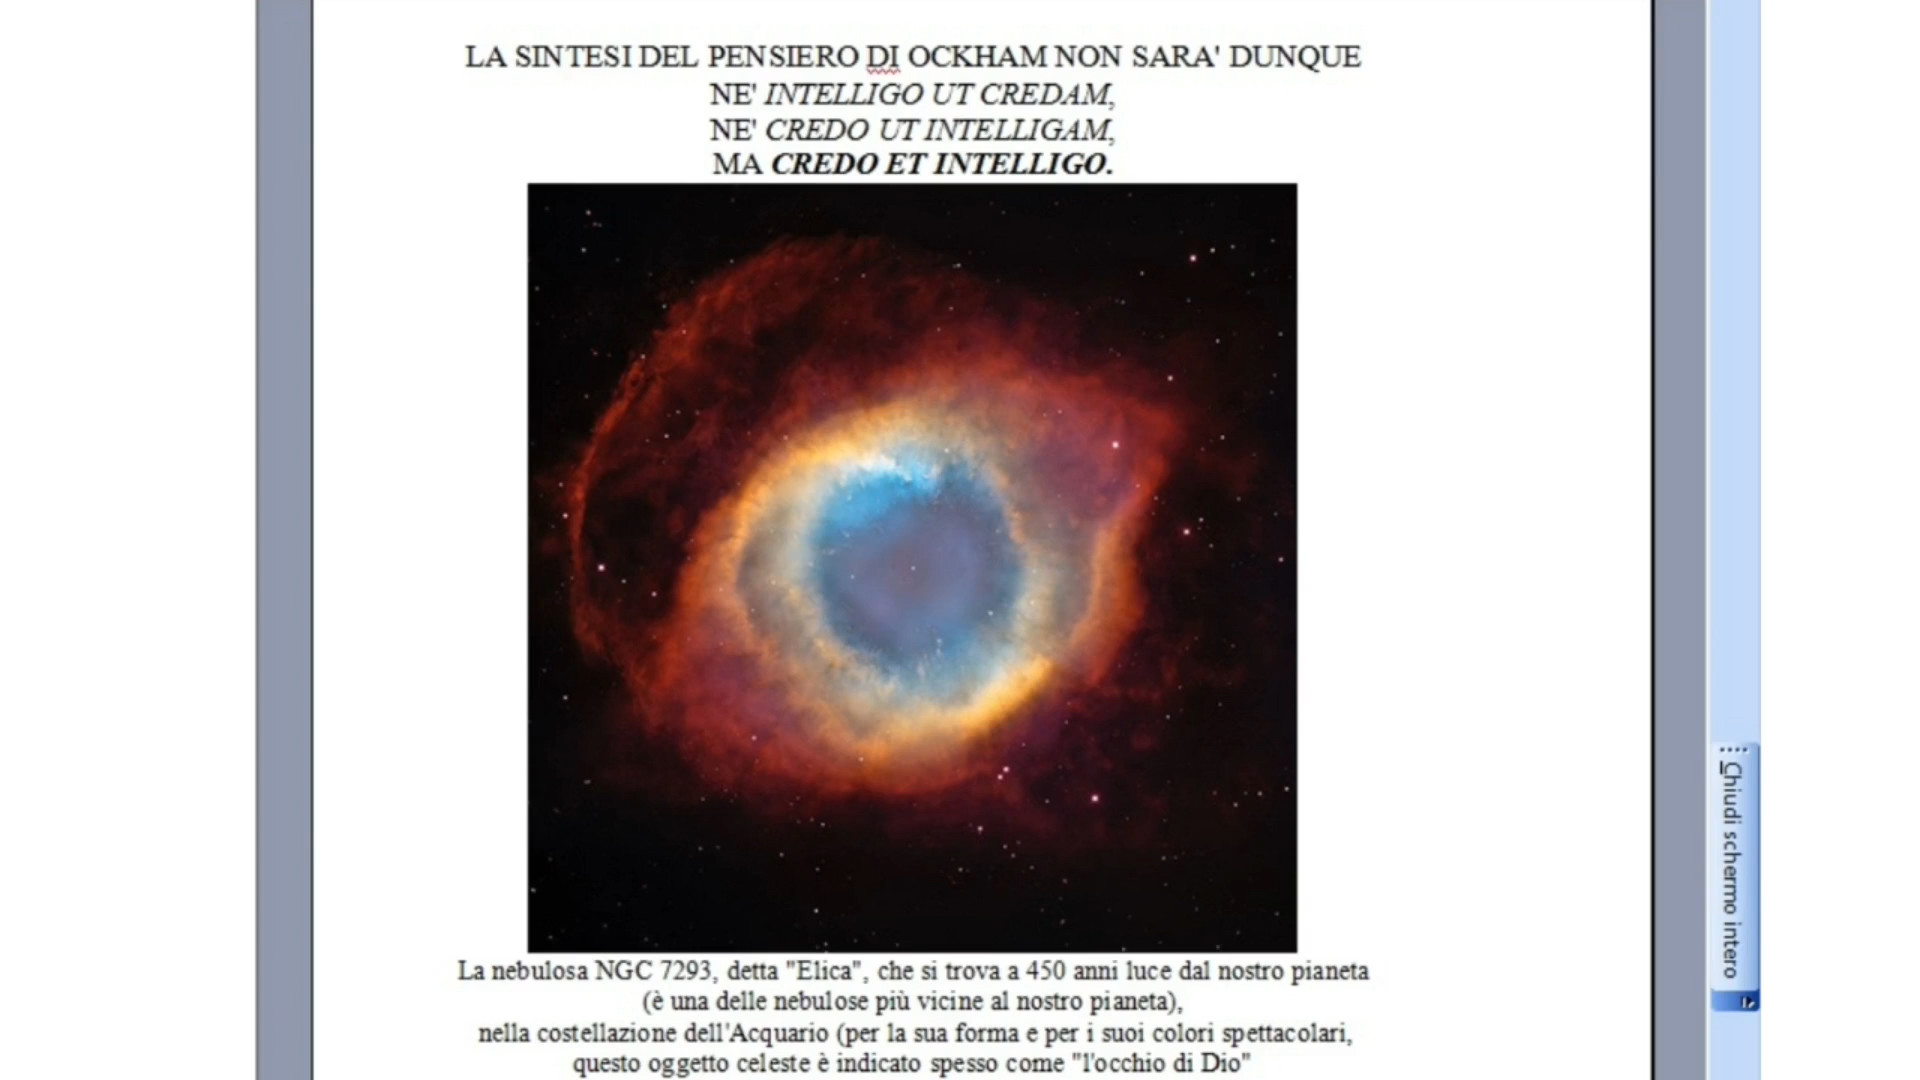 LA SINTESI DEL PENSIERO DI OCKHAM NON SARA' DUNQUE
NE' INTELLIGO UT CREDAM,
NE' CREDO UT INTELLIGAM,
MA CREDO ET INTELLIGO.
La nebulosa NGC 7293, detta "Elica", che si trova a 450 anni luce dal nostro pianeta
(è una delle nebulose più vicine al nostro pianeta),
nella costellazione dell'Acquario (per la sua forma e per i suoi colori spettacolari,
questo oggetto celeste è indicato spesso come "l'occhio di Dio"
Chiudi schermo intero